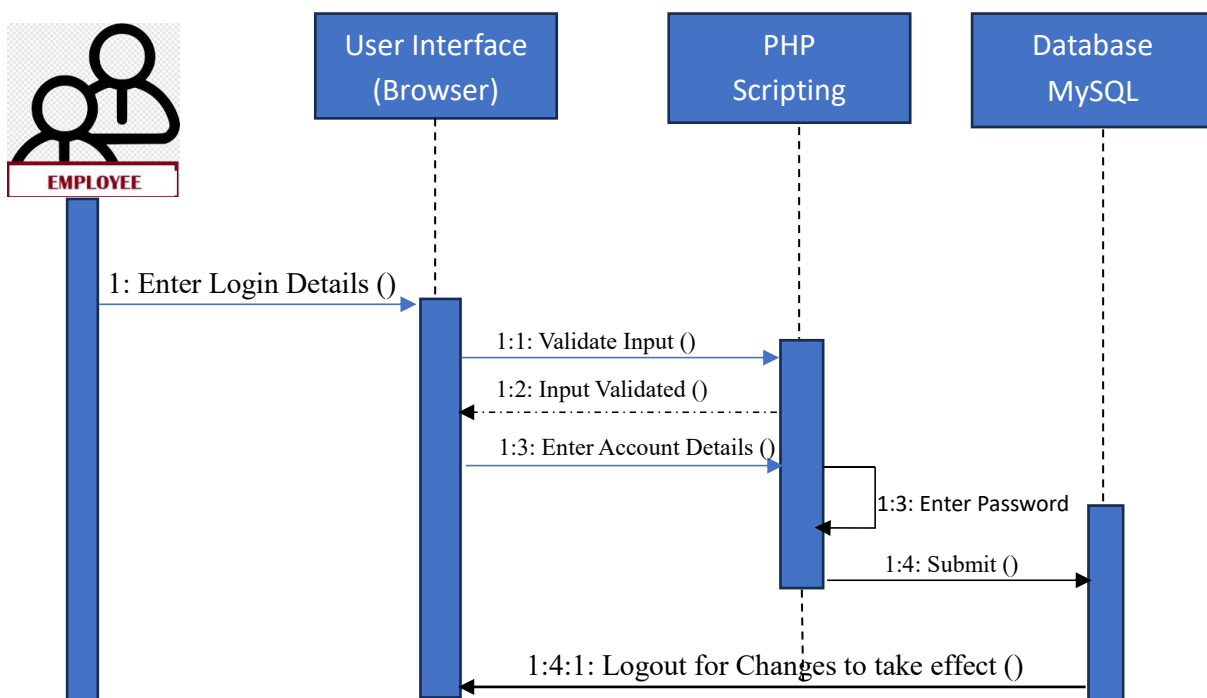 User Interface
(Browser)
PHP
Scripting
Database
MySQL
EMPLOYEE
1: Enter Login Details ()
1:1: Validate Input ()
1:2: Input Validated ()
1:3: Enter Account Details ()
1:3: Enter Password
1:4: Submit ()
1:4:1: Logout for Changes to take effect ()